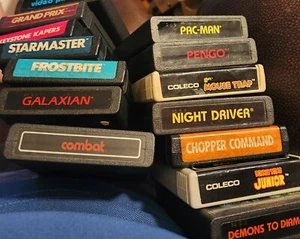 video
GRAND PRIX
KEYSTONE KAPERS
STARMASTER
FROSTBITE
GALAXIAN
combat
PAC-MAN
PENGO
COLECO MOUSE TRAP
NIGHT DRIVER
CHOPPER COMMAND
COLECO JUNIOR
DEMONS TO DIAM